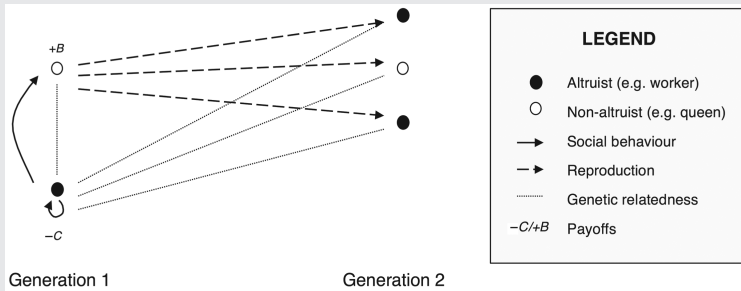 +B
−C
Generation 1
Generation 2
LEGEND
Altruist (e.g. worker)
Non-altruist (e.g. queen)
Social behaviour
Reproduction
Genetic relatedness
−C/+B Payoffs